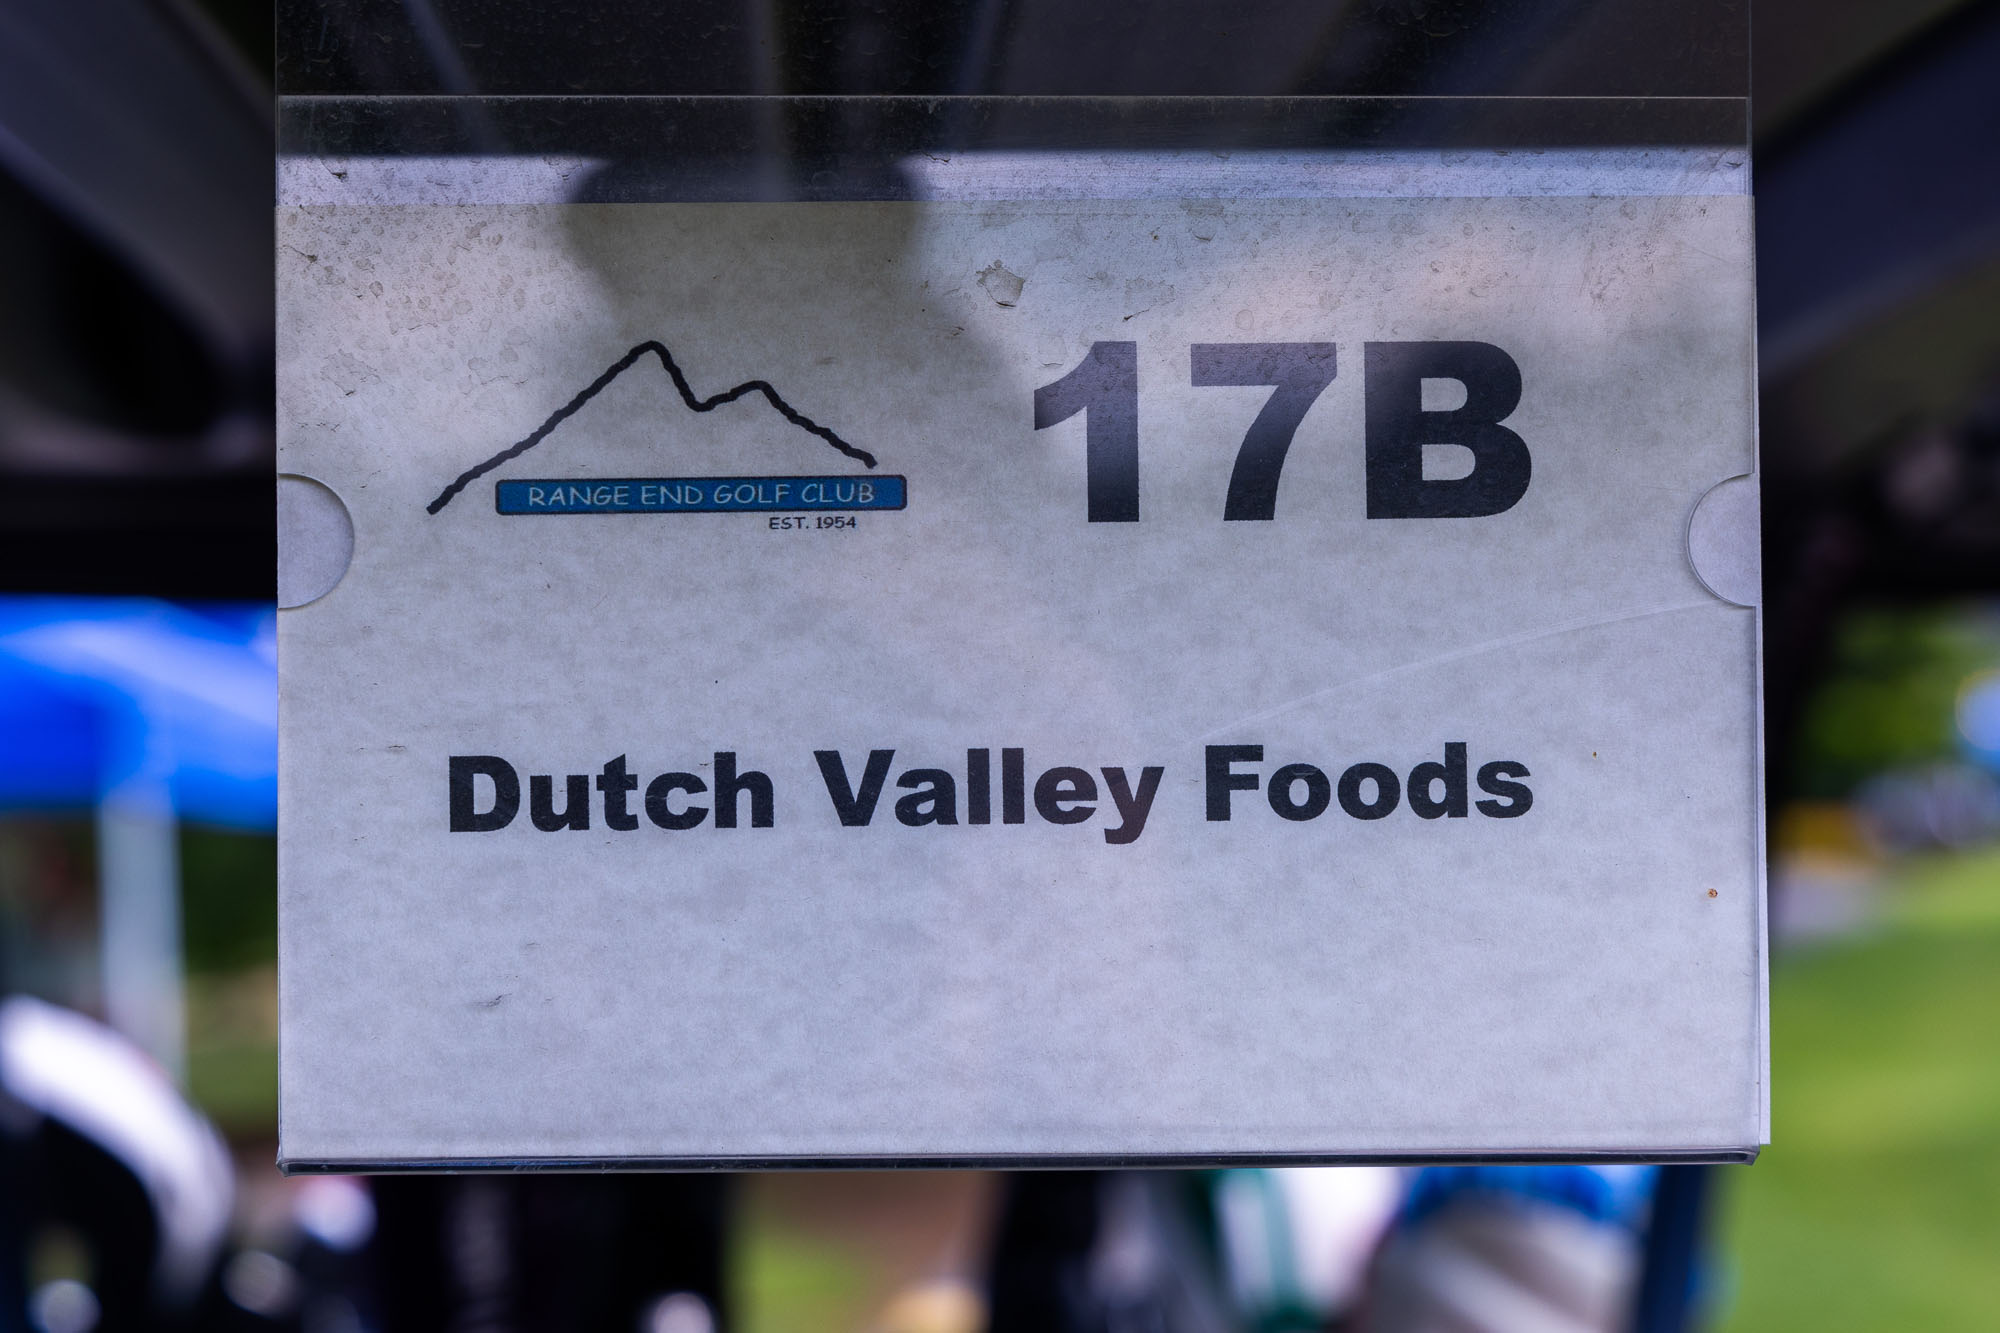 RANGE END GOLF CLUB
EST. 1954
17B
Dutch Valley Foods